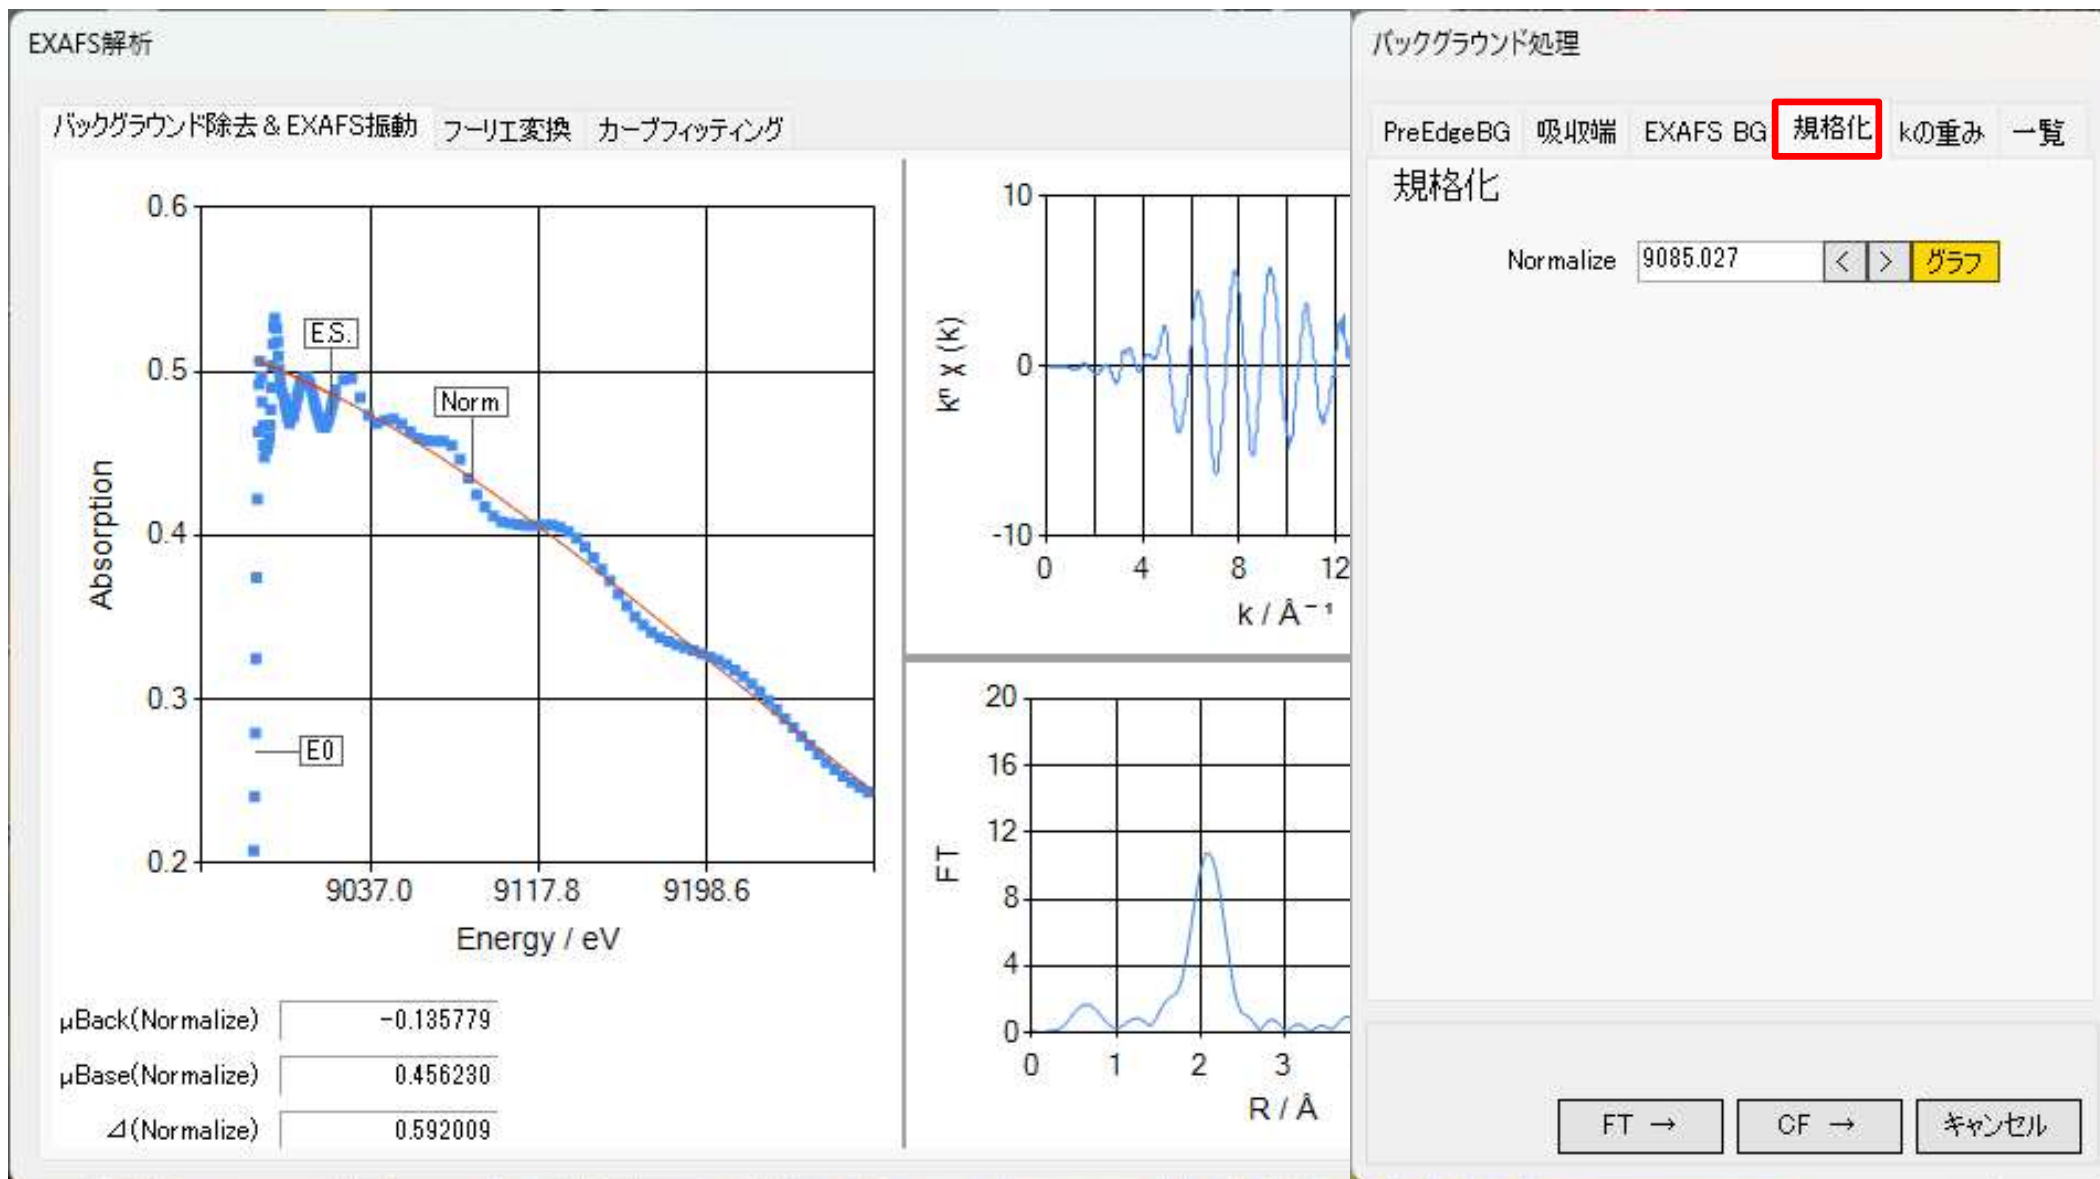 EXAFS解析
バックグラウンド除去 & EXAFS振動 フーリエ変換 カーブフィッティング
0.6
0.5
0.4
0.3
0.2
Absorption
E.S.
Norm
E0
9037.0 9117.8 9198.6
Energy / eV
μBack(Normalize) -0.135779
μBase(Normalize) 0.456230
⊿(Normalize) 0.592009
10
0
-10
kⁿ χ (k)
0 4 8 12
k / Å⁻¹
20
16
12
8
4
0
FT
0 1 2 3
R / Å
バックグラウンド処理
PreEdgeBG 吸収端 EXAFS BG 規格化 kの重み 一覧
規格化
Normalize 9085.027 < > グラフ
FT → CF → キャンセル